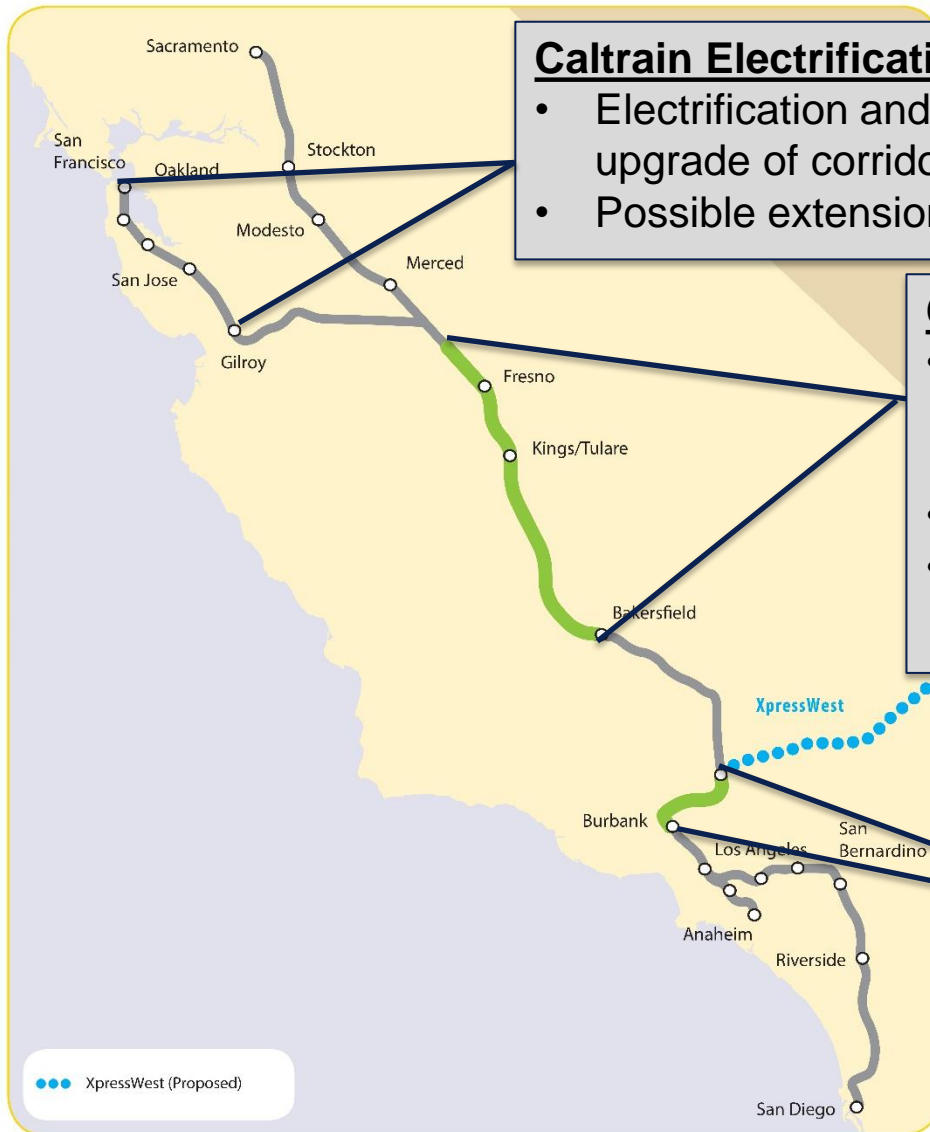 Sacramento
Caltrain Electrificati
• Electrification and
upgrade of corrido
• Possible extension
San
Francisco
Oakland
Stockton
Modesto
Merced
San Jose
Gilroy
Fresno
Kings/Tulare
Bakersfield
XpressWest
Burbank
Los Angeles
San
Bernardino
Anaheim
Riverside
XpressWest (Proposed)
San Diego